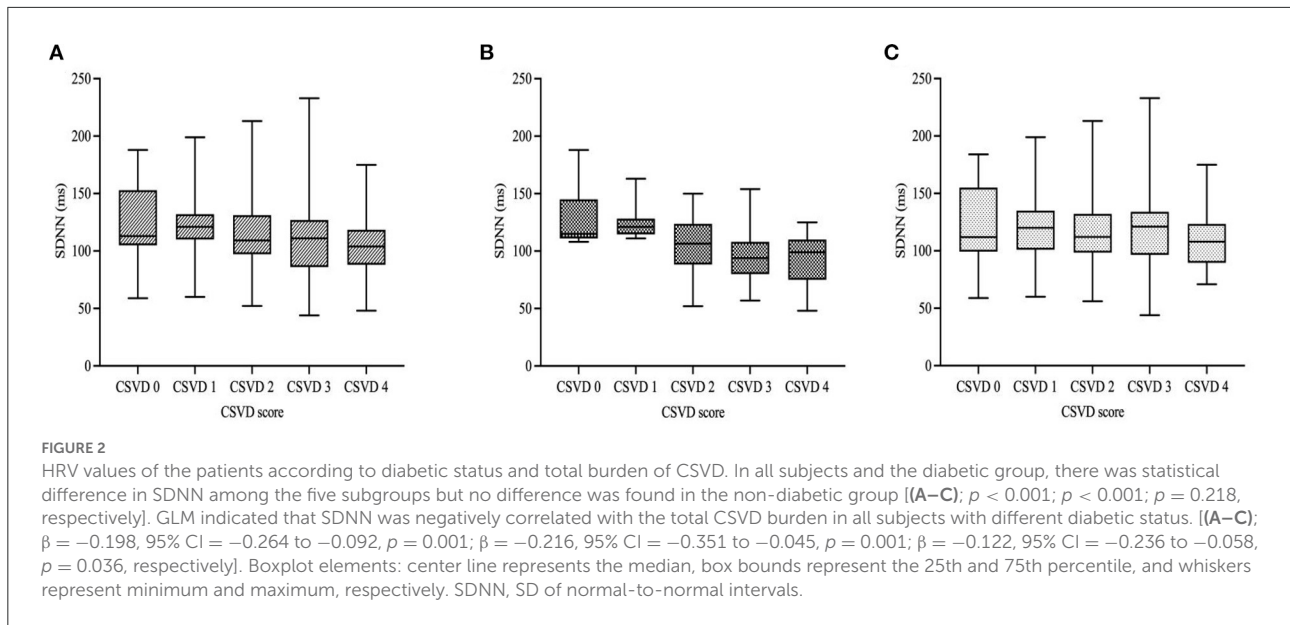 A
B
C
250
200
150
100
50
0
SDNN (ms)
CSVD 0 CSVD 1 CSVD 2 CSVD 3 CSVD 4
CSVD score
250
200
150
100
50
0
SDNN (ms)
CSVD 0 CSVD 1 CSVD 2 CSVD 3 CSVD 4
CSVD score
250
200
150
100
50
0
SDNN (ms)
CSVD 0 CSVD 1 CSVD 2 CSVD 3 CSVD 4
CSVD score
FIGURE 2
HRV values of the patients according to diabetic status and total burden of CSVD. In all subjects and the diabetic group, there was statistical
difference in SDNN among the five subgroups but no difference was found in the non-diabetic group [(A–C); p < 0.001; p < 0.001; p = 0.218,
respectively]. GLM indicated that SDNN was negatively correlated with the total CSVD burden in all subjects with different diabetic status. [(A–C);
β = −0.198, 95% CI = −0.264 to −0.092, p = 0.001; β = −0.216, 95% CI = −0.351 to −0.045, p = 0.001; β = −0.122, 95% CI = −0.236 to −0.058,
p = 0.036, respectively]. Boxplot elements: center line represents the median, box bounds represent the 25th and 75th percentile, and whiskers
represent minimum and maximum, respectively. SDNN, SD of normal-to-normal intervals.